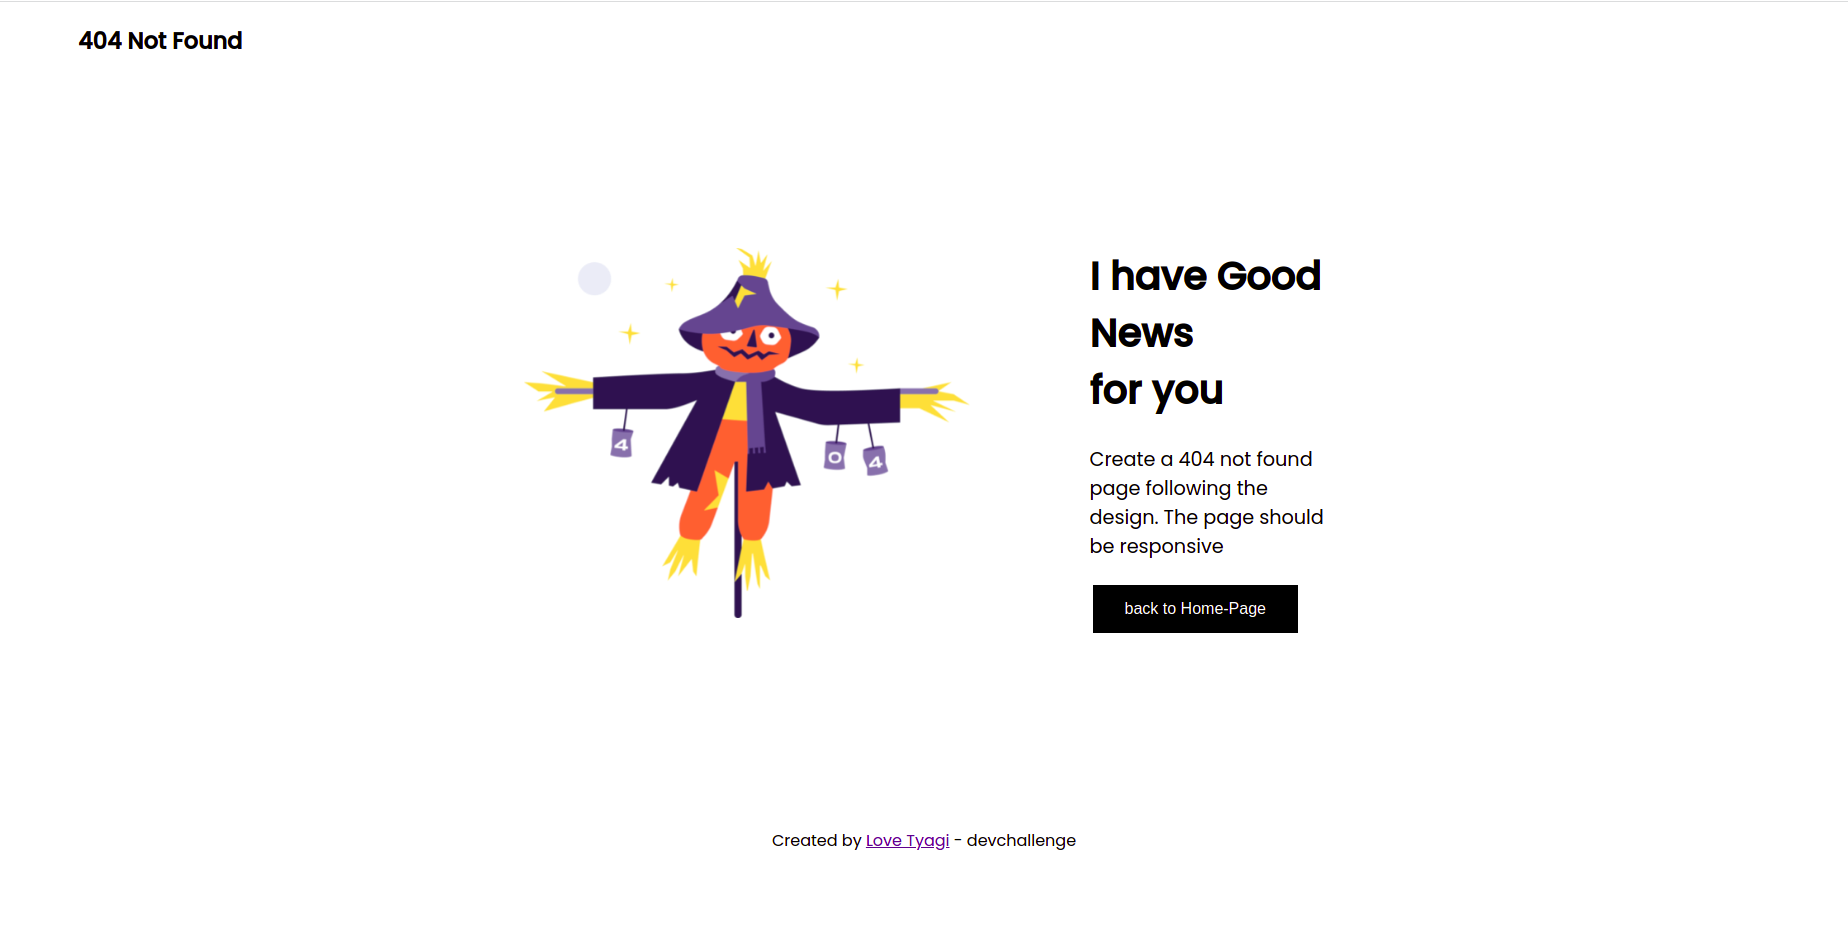 404 Not Found
I have Good
News
for you
4
0
4
Create a 404 not found
page following the
design. The page should
be responsive
back to Home-Page
Created by Love Tyagi - devchallenge